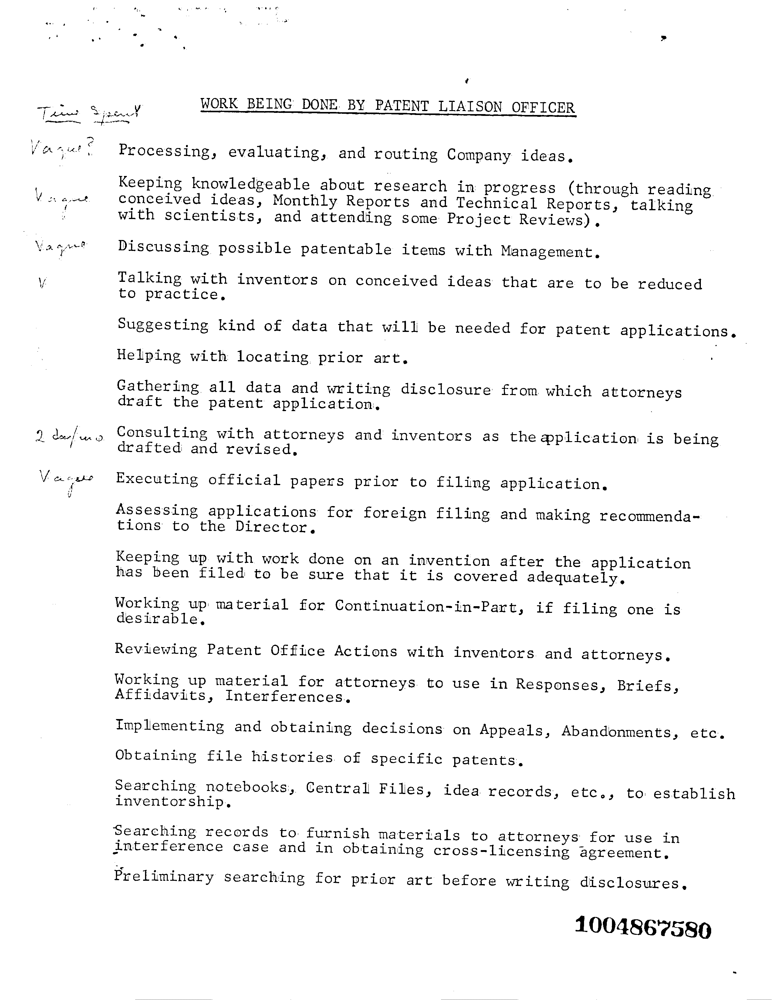 WORK BEING DONE BY PATENT LIAISON OFFICER
Time Spent
Vague? Processing, evaluating, and routing Company ideas.
Keeping knowledgeable about research in progress (through reading
Vague conceived ideas, Monthly Reports and Technical Reports, talking
with scientists, and attending some Project Reviews).
Vague Discussing possible patentable items with Management.
V Talking with inventors on conceived ideas that are to be reduced
to practice.
Suggesting kind of data that will be needed for patent applications.
Helping with locating prior art.
Gathering all data and writing disclosure from which attorneys
draft the patent application.
2 day/mo Consulting with attorneys and inventors as the application is being
drafted and revised.
Vague Executing official papers prior to filing application.
Assessing applications for foreign filing and making recommenda-
tions to the Director.
Keeping up with work done on an invention after the application
has been filed to be sure that it is covered adequately.
Working up material for Continuation-in-Part, if filing one is
desirable.
Reviewing Patent Office Actions with inventors and attorneys.
Working up material for attorneys to use in Responses, Briefs,
Affidavits, Interferences.
Implementing and obtaining decisions on Appeals, Abandonments, etc.
Obtaining file histories of specific patents.
Searching notebooks, Central Files, idea records, etc., to establish
inventorship.
Searching records to furnish materials to attorneys for use in
interference case and in obtaining cross-licensing agreement.
Preliminary searching for prior art before writing disclosures.
1004867580